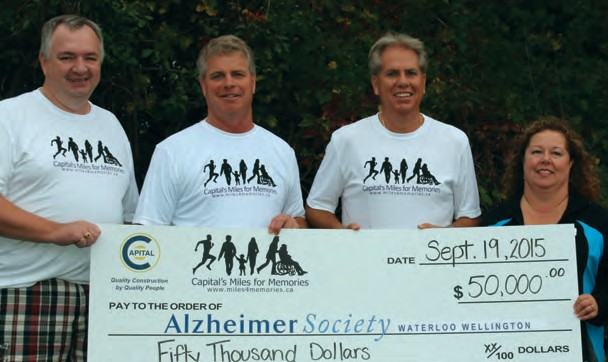 Capital's Miles for Memories
www.miles4memories.ca
Capital's Miles for Memories
www.miles4memories.ca
Capital's Miles for Memories
www.miles4memories.ca
CAPITAL
Quality Construction
by Quality People
Capital's Miles for Memories
www.miles4memories.ca
DATE Sept. 19, 2015
$ 50,000.00
PAY TO THE ORDER OF
Alzheimer Society WATERLOO WELLINGTON
Fifty Thousand Dollars XX/100 DOLLARS